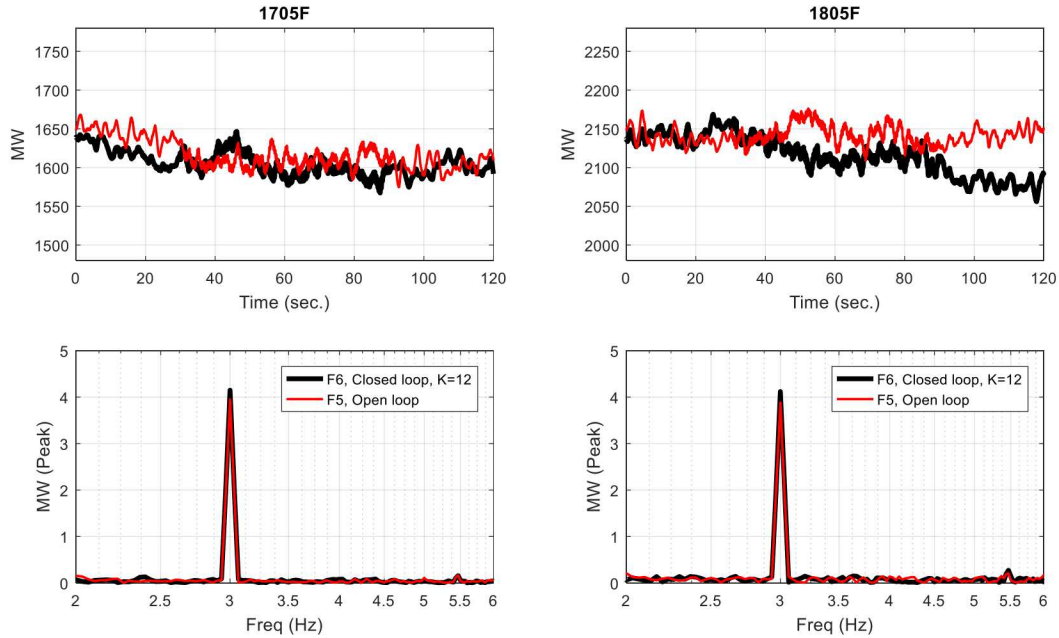 1705F
MW
1750
1700
1650
1600
1550
1500
0 20 40 60 80 100 120
Time (sec.)
1805F
MW
2250
2200
2150
2100
2050
2000
0 20 40 60 80 100 120
Time (sec.)
MW (Peak)
5
4
3
2
1
0
F6, Closed loop, K=12
F5, Open loop
2 2.5 3 3.5 4 4.5 5 5.5 6
Freq (Hz)
MW (Peak)
5
4
3
2
1
0
F6, Closed loop, K=12
F5, Open loop
2 2.5 3 3.5 4 4.5 5 5.5 6
Freq (Hz)